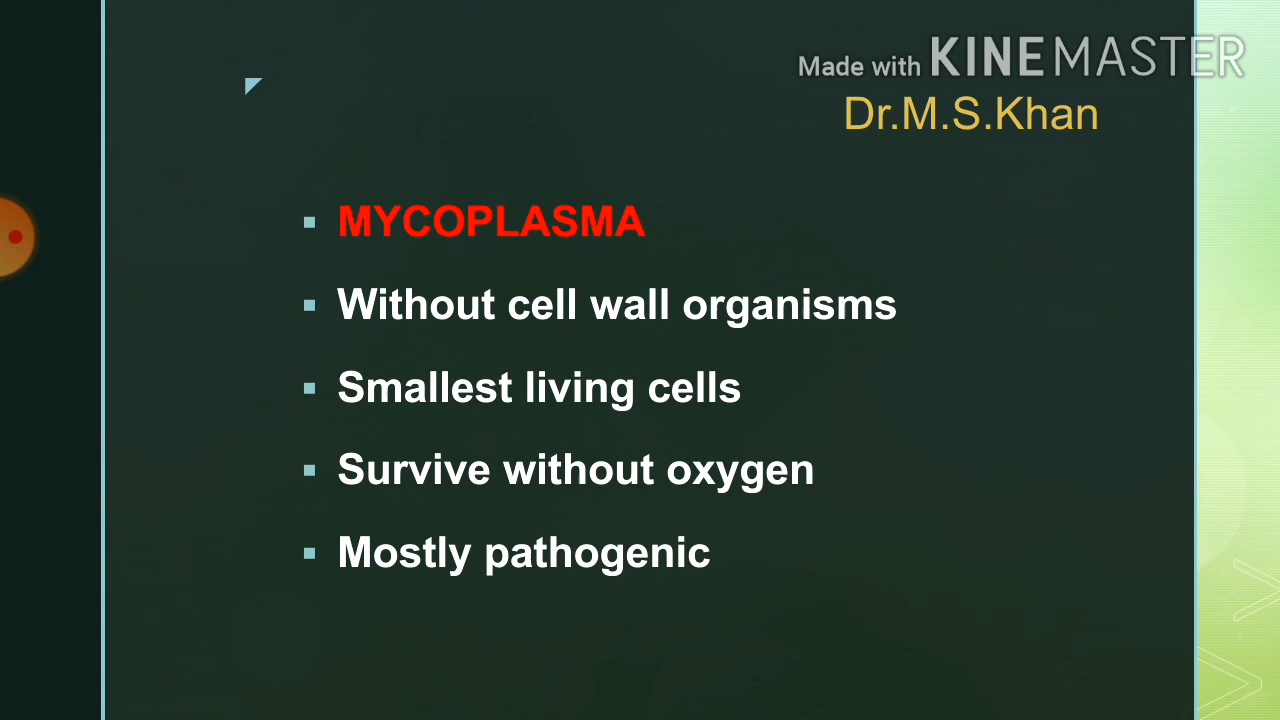 Made with KINEMASTER
Dr.M.S.Khan
MYCOPLASMA
Without cell wall organisms
Smallest living cells
Survive without oxygen
Mostly pathogenic